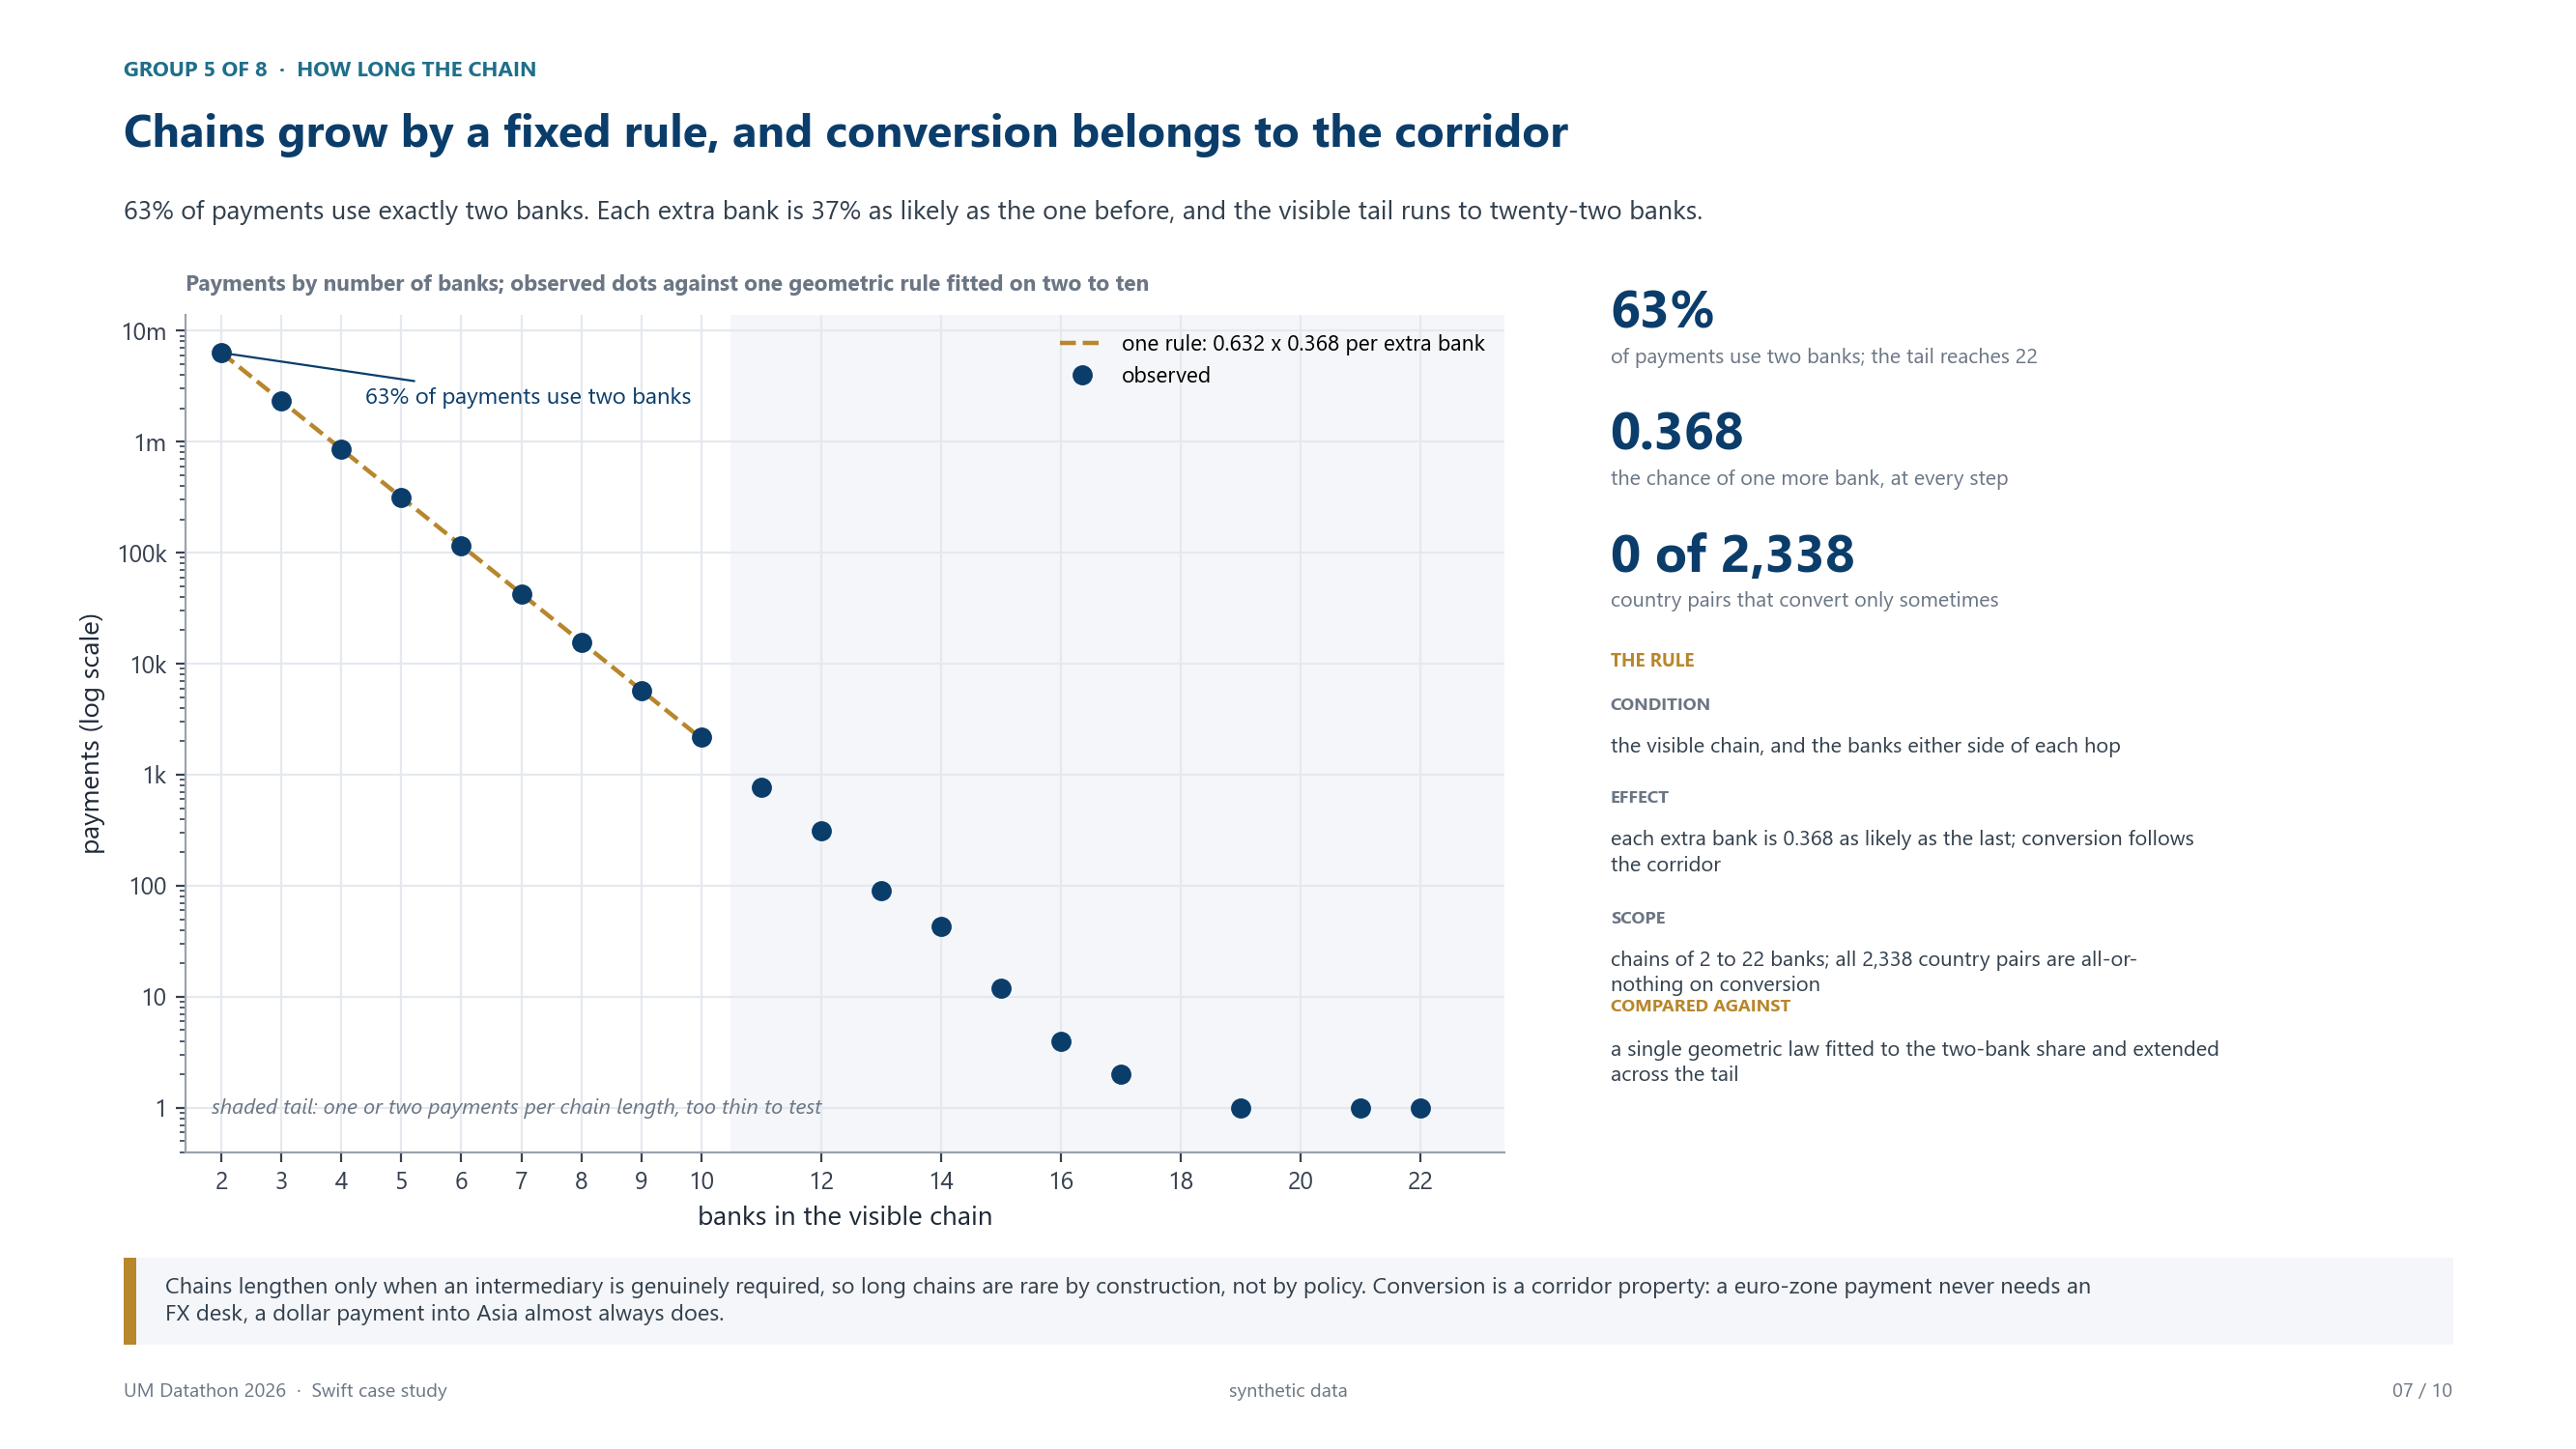 GROUP 5 OF 8 · HOW LONG THE CHAIN
Chains grow by a fixed rule, and conversion belongs to the corridor
63% of payments use exactly two banks. Each extra bank is 37% as likely as the one before, and the visible tail runs to twenty-two banks.
Payments by number of banks; observed dots against one geometric rule fitted on two to ten
10m
1m
100k
10k
1k
100
10
1
payments (log scale)
one rule: 0.632 x 0.368 per extra bank
observed
63% of payments use two banks
shaded tail: one or two payments per chain length, too thin to test
2 3 4 5 6 7 8 9 10 12 14 16 18 20 22
banks in the visible chain
63%
of payments use two banks; the tail reaches 22
0.368
the chance of one more bank, at every step
0 of 2,338
country pairs that convert only sometimes
THE RULE
CONDITION
the visible chain, and the banks either side of each hop
EFFECT
each extra bank is 0.368 as likely as the last; conversion follows
the corridor
SCOPE
chains of 2 to 22 banks; all 2,338 country pairs are all-or-
nothing on conversion
COMPARED AGAINST
a single geometric law fitted to the two-bank share and extended
across the tail
Chains lengthen only when an intermediary is genuinely required, so long chains are rare by construction, not by policy. Conversion is a corridor property: a euro-zone payment never needs an
FX desk, a dollar payment into Asia almost always does.
UM Datathon 2026 · Swift case study
synthetic data
07 / 10